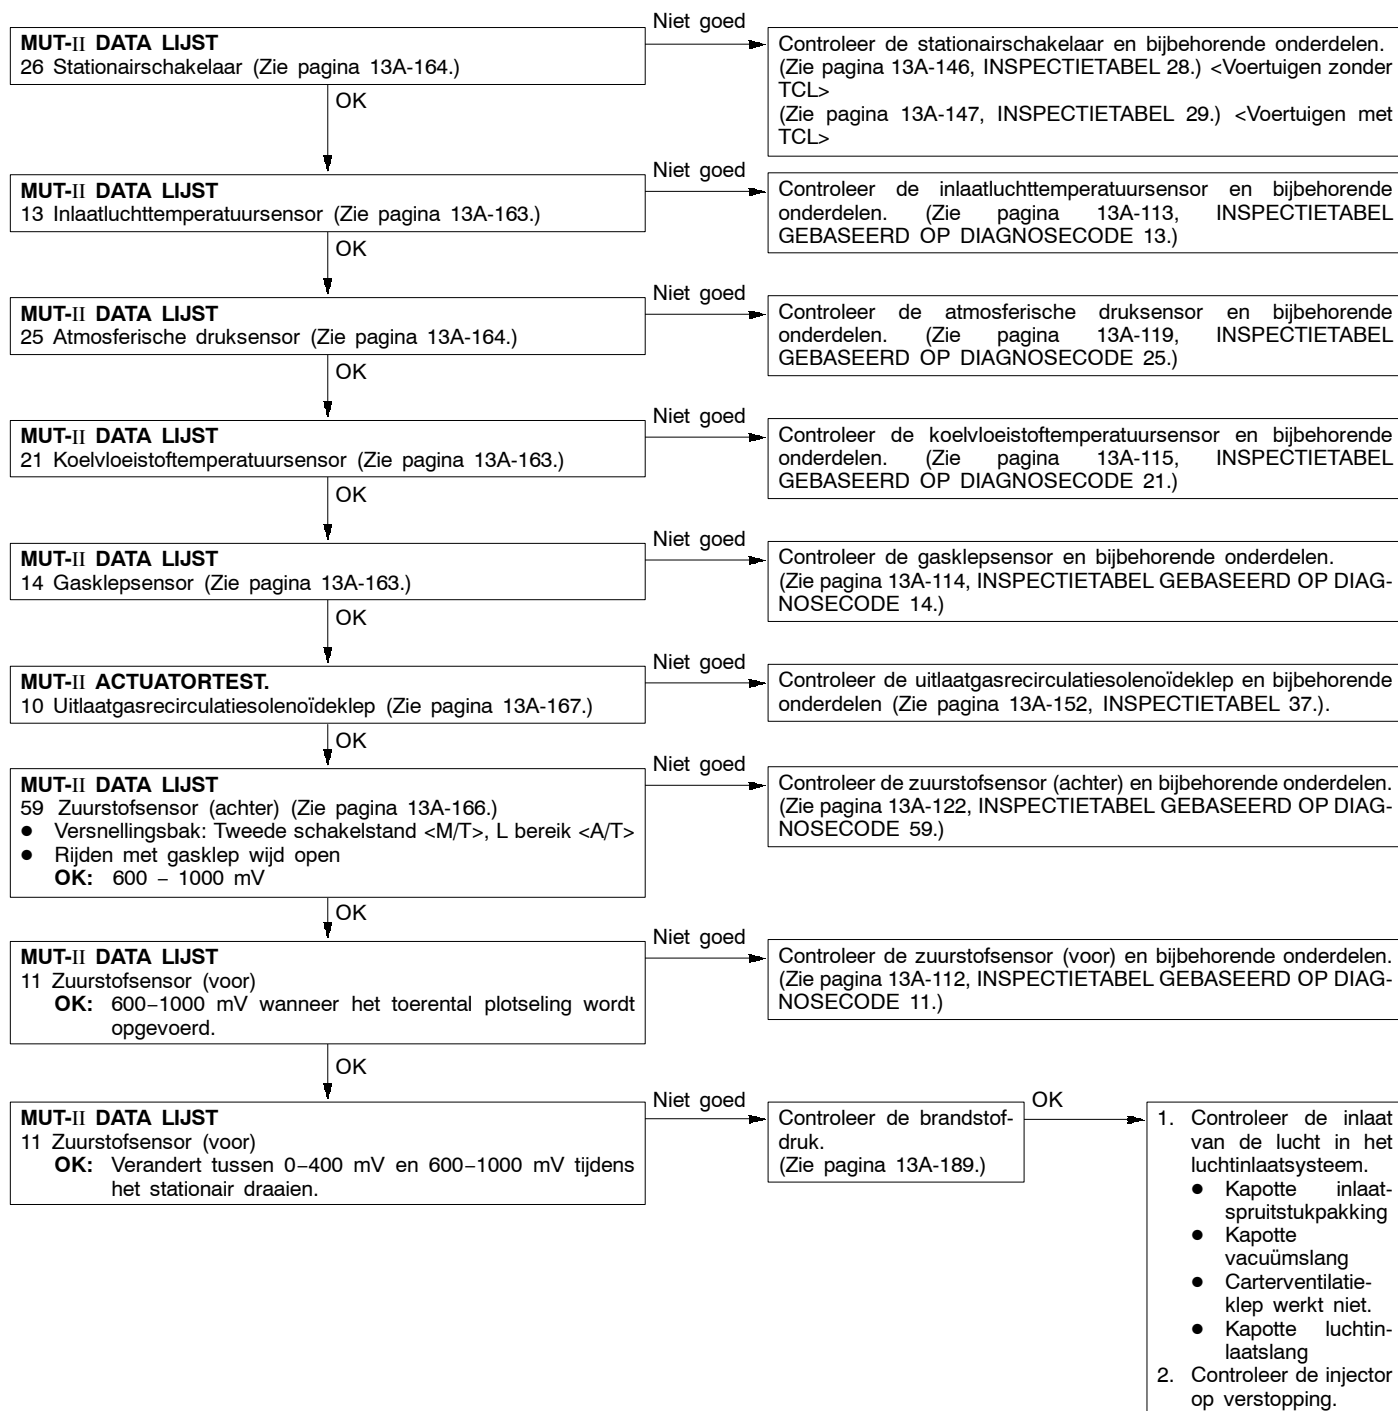 Niet goed
MUT-II DATA LIJST
26 Stationairschakelaar (Zie pagina 13A-164.)
Controleer de stationairschakelaar en bijbehorende onderdelen.
(Zie pagina 13A-146, INSPECTIETABEL 28.) <Voertuigen zonder
TCL>
(Zie pagina 13A-147, INSPECTIETABEL 29.) <Voertuigen met
TCL>
OK
Niet goed
MUT-II DATA LIJST
13 Inlaatluchttemperatuursensor (Zie pagina 13A-163.)
Controleer de inlaatluchttemperatuursensor en bijbehorende
onderdelen. (Zie pagina 13A-113, INSPECTIETABEL
GEBASEERD OP DIAGNOSECODE 13.)
OK
Niet goed
MUT-II DATA LIJST
25 Atmosferische druksensor (Zie pagina 13A-164.)
Controleer de atmosferische druksensor en bijbehorende
onderdelen. (Zie pagina 13A-119, INSPECTIETABEL
GEBASEERD OP DIAGNOSECODE 25.)
OK
Niet goed
MUT-II DATA LIJST
21 Koelvloeistoftemperatuursensor (Zie pagina 13A-163.)
Controleer de koelvloeistoftemperatuursensor en bijbehorende
onderdelen. (Zie pagina 13A-115, INSPECTIETABEL
GEBASEERD OP DIAGNOSECODE 21.)
OK
Niet goed
MUT-II DATA LIJST
14 Gasklepsensor (Zie pagina 13A-163.)
Controleer de gasklepsensor en bijbehorende onderdelen.
(Zie pagina 13A-114, INSPECTIETABEL GEBASEERD OP DIAG-
NOSECODE 14.)
OK
Niet goed
MUT-II ACTUATORTEST.
10 Uitlaatgasrecirculatiesolenoïdeklep (Zie pagina 13A-167.)
Controleer de uitlaatgasrecirculatiesolenoïdeklep en bijbehorende
onderdelen (Zie pagina 13A-152, INSPECTIETABEL 37.).
OK
Niet goed
MUT-II DATA LIJST
59 Zuurstofsensor (achter) (Zie pagina 13A-166.)
● Versnellingsbak: Tweede schakelstand <M/T>, L bereik <A/T>
● Rijden met gasklep wijd open
OK: 600 – 1000 mV
Controleer de zuurstofsensor (achter) en bijbehorende onderdelen.
(Zie pagina 13A-122, INSPECTIETABEL GEBASEERD OP DIAG-
NOSECODE 59.)
OK
Niet goed
MUT-II DATA LIJST
11 Zuurstofsensor (voor)
OK: 600–1000 mV wanneer het toerental plotseling wordt
opgevoerd.
Controleer de zuurstofsensor (voor) en bijbehorende onderdelen.
(Zie pagina 13A-112, INSPECTIETABEL GEBASEERD OP DIAG-
NOSECODE 11.)
OK
Niet goed
MUT-II DATA LIJST
11 Zuurstofsensor (voor)
OK: Verandert tussen 0–400 mV en 600–1000 mV tijdens
het stationair draaien.
Controleer de brandstof-
druk.
(Zie pagina 13A-189.)
OK
1. Controleer de inlaat
van de lucht in het
luchtinlaatsysteem.
● Kapotte inlaat-
spruitstukpakking
● Kapotte
vacuümslang
● Carterventilatie-
klep werkt niet.
● Kapotte luchtin-
laatslang
2. Controleer de injector
op verstopping.